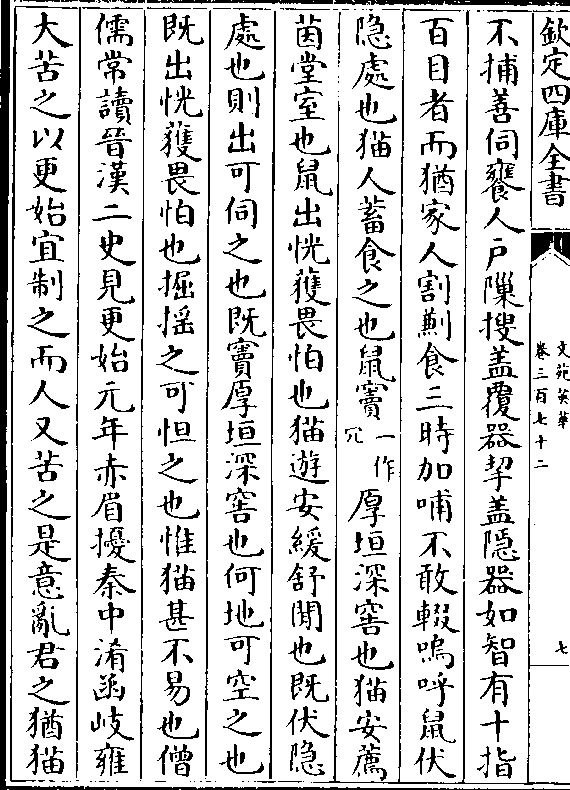 欽定四庫全書
文苑英華
卷三百七十二
七
不捕善伺饔人戶隟搜盖覆器挈盖隱器如智有十指
百目者而猶家人割蒯食三時加哺不敢輟嗚呼鼠伏
隐處也猫人蓄食之也鼠竇一作穴厚垣深窖也猫安薦
茵堂室也鼠出恍獲畏怕也猫遊安緩舒閒也既伏隐
處也則出可伺之也既竇厚垣深窖也何地可空之也
既出恍獲畏怕也掘揺之可怛之也惟猫甚不易也僧
儒常讀晉漢二史見更始元年赤眉擾秦中淆函岐雍
大苦之以更始宜制之而人又苦之是意亂君之猶猫